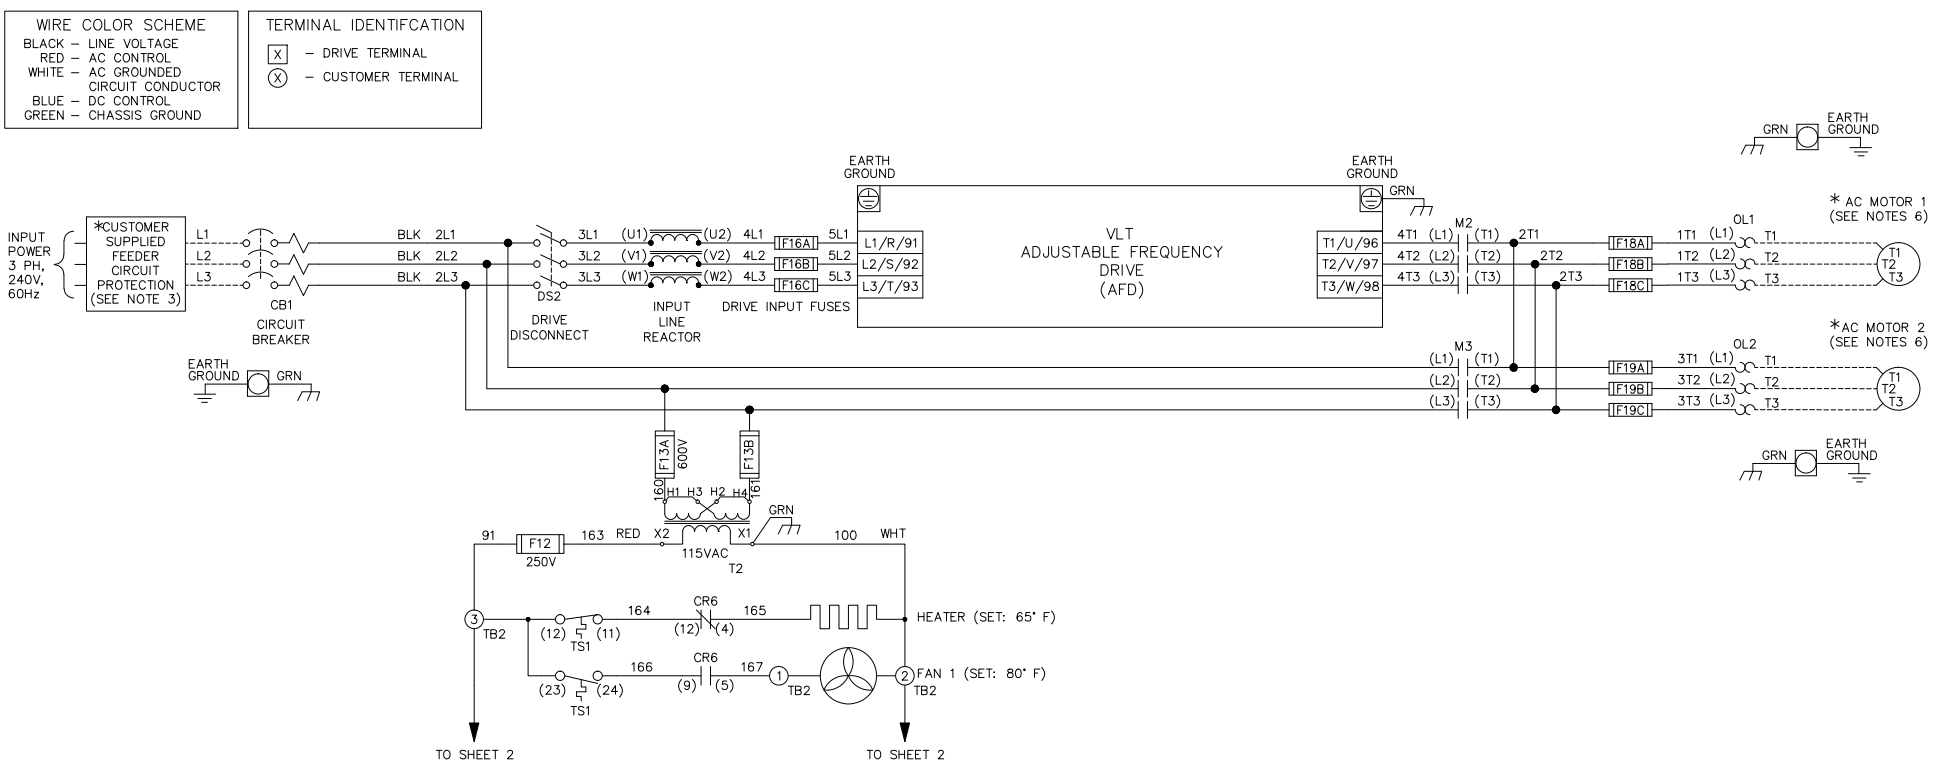 WIRE COLOR SCHEME
BLACK – LINE VOLTAGE
RED – AC CONTROL
WHITE – AC GROUNDED
CIRCUIT CONDUCTOR
BLUE – DC CONTROL
GREEN – CHASSIS GROUND
TERMINAL IDENTIFCATION
X – DRIVE TERMINAL
X – CUSTOMER TERMINAL
GRN
EARTH
GROUND
INPUT
POWER
3 PH,
240V,
60Hz
*CUSTOMER
SUPPLIED
FEEDER
CIRCUIT
PROTECTION
(SEE NOTE 3)
L1
L2
L3
CB1
CIRCUIT
BREAKER
BLK 2L1
BLK 2L2
BLK 2L3
DS2
DRIVE
DISCONNECT
3L1 (U1) (U2) 4L1 F16A 5L1
3L2 (V1) (V2) 4L2 F16B 5L2
3L3 (W1) (W2) 4L3 F16C 5L3
INPUT
LINE
REACTOR
DRIVE INPUT FUSES
EARTH
GROUND
L1/R/91
L2/S/92
L3/T/93
VLT
ADJUSTABLE FREQUENCY
DRIVE
(AFD)
EARTH
GROUND
GRN
T1/U/96
T2/V/97
T3/W/98
M2
4T1 (L1) (T1) 2T1 F18A 1T1 (L1) T1
4T2 (L2) (T2) 2T2 F18B 1T2 (L2) T2
4T3 (L3) (T3) 2T3 F18C 1T3 (L3) T3
OL1
* AC MOTOR 1
(SEE NOTES 6)
T1
T2
T3
M3
(L1) (T1) F19A 3T1 (L1) T1
(L2) (T2) F19B 3T2 (L2) T2
(L3) (T3) F19C 3T3 (L3) T3
OL2
*AC MOTOR 2
(SEE NOTES 6)
T1
T2
T3
EARTH
GROUND
GRN
GRN
EARTH
GROUND
F13A
600V
F13B
160
161
H1 H3 H2 H4
GRN
91 F12 163 RED X2 X1 100 WHT
250V
115VAC
T2
3
TB2
164 CR6 165
(12) (11) (12) (4)
TS1
HEATER (SET: 65° F)
166 CR6 167 1 2
(23) (24) (9) (5) TB2 TB2
TS1
FAN 1 (SET: 80° F)
TO SHEET 2
TO SHEET 2